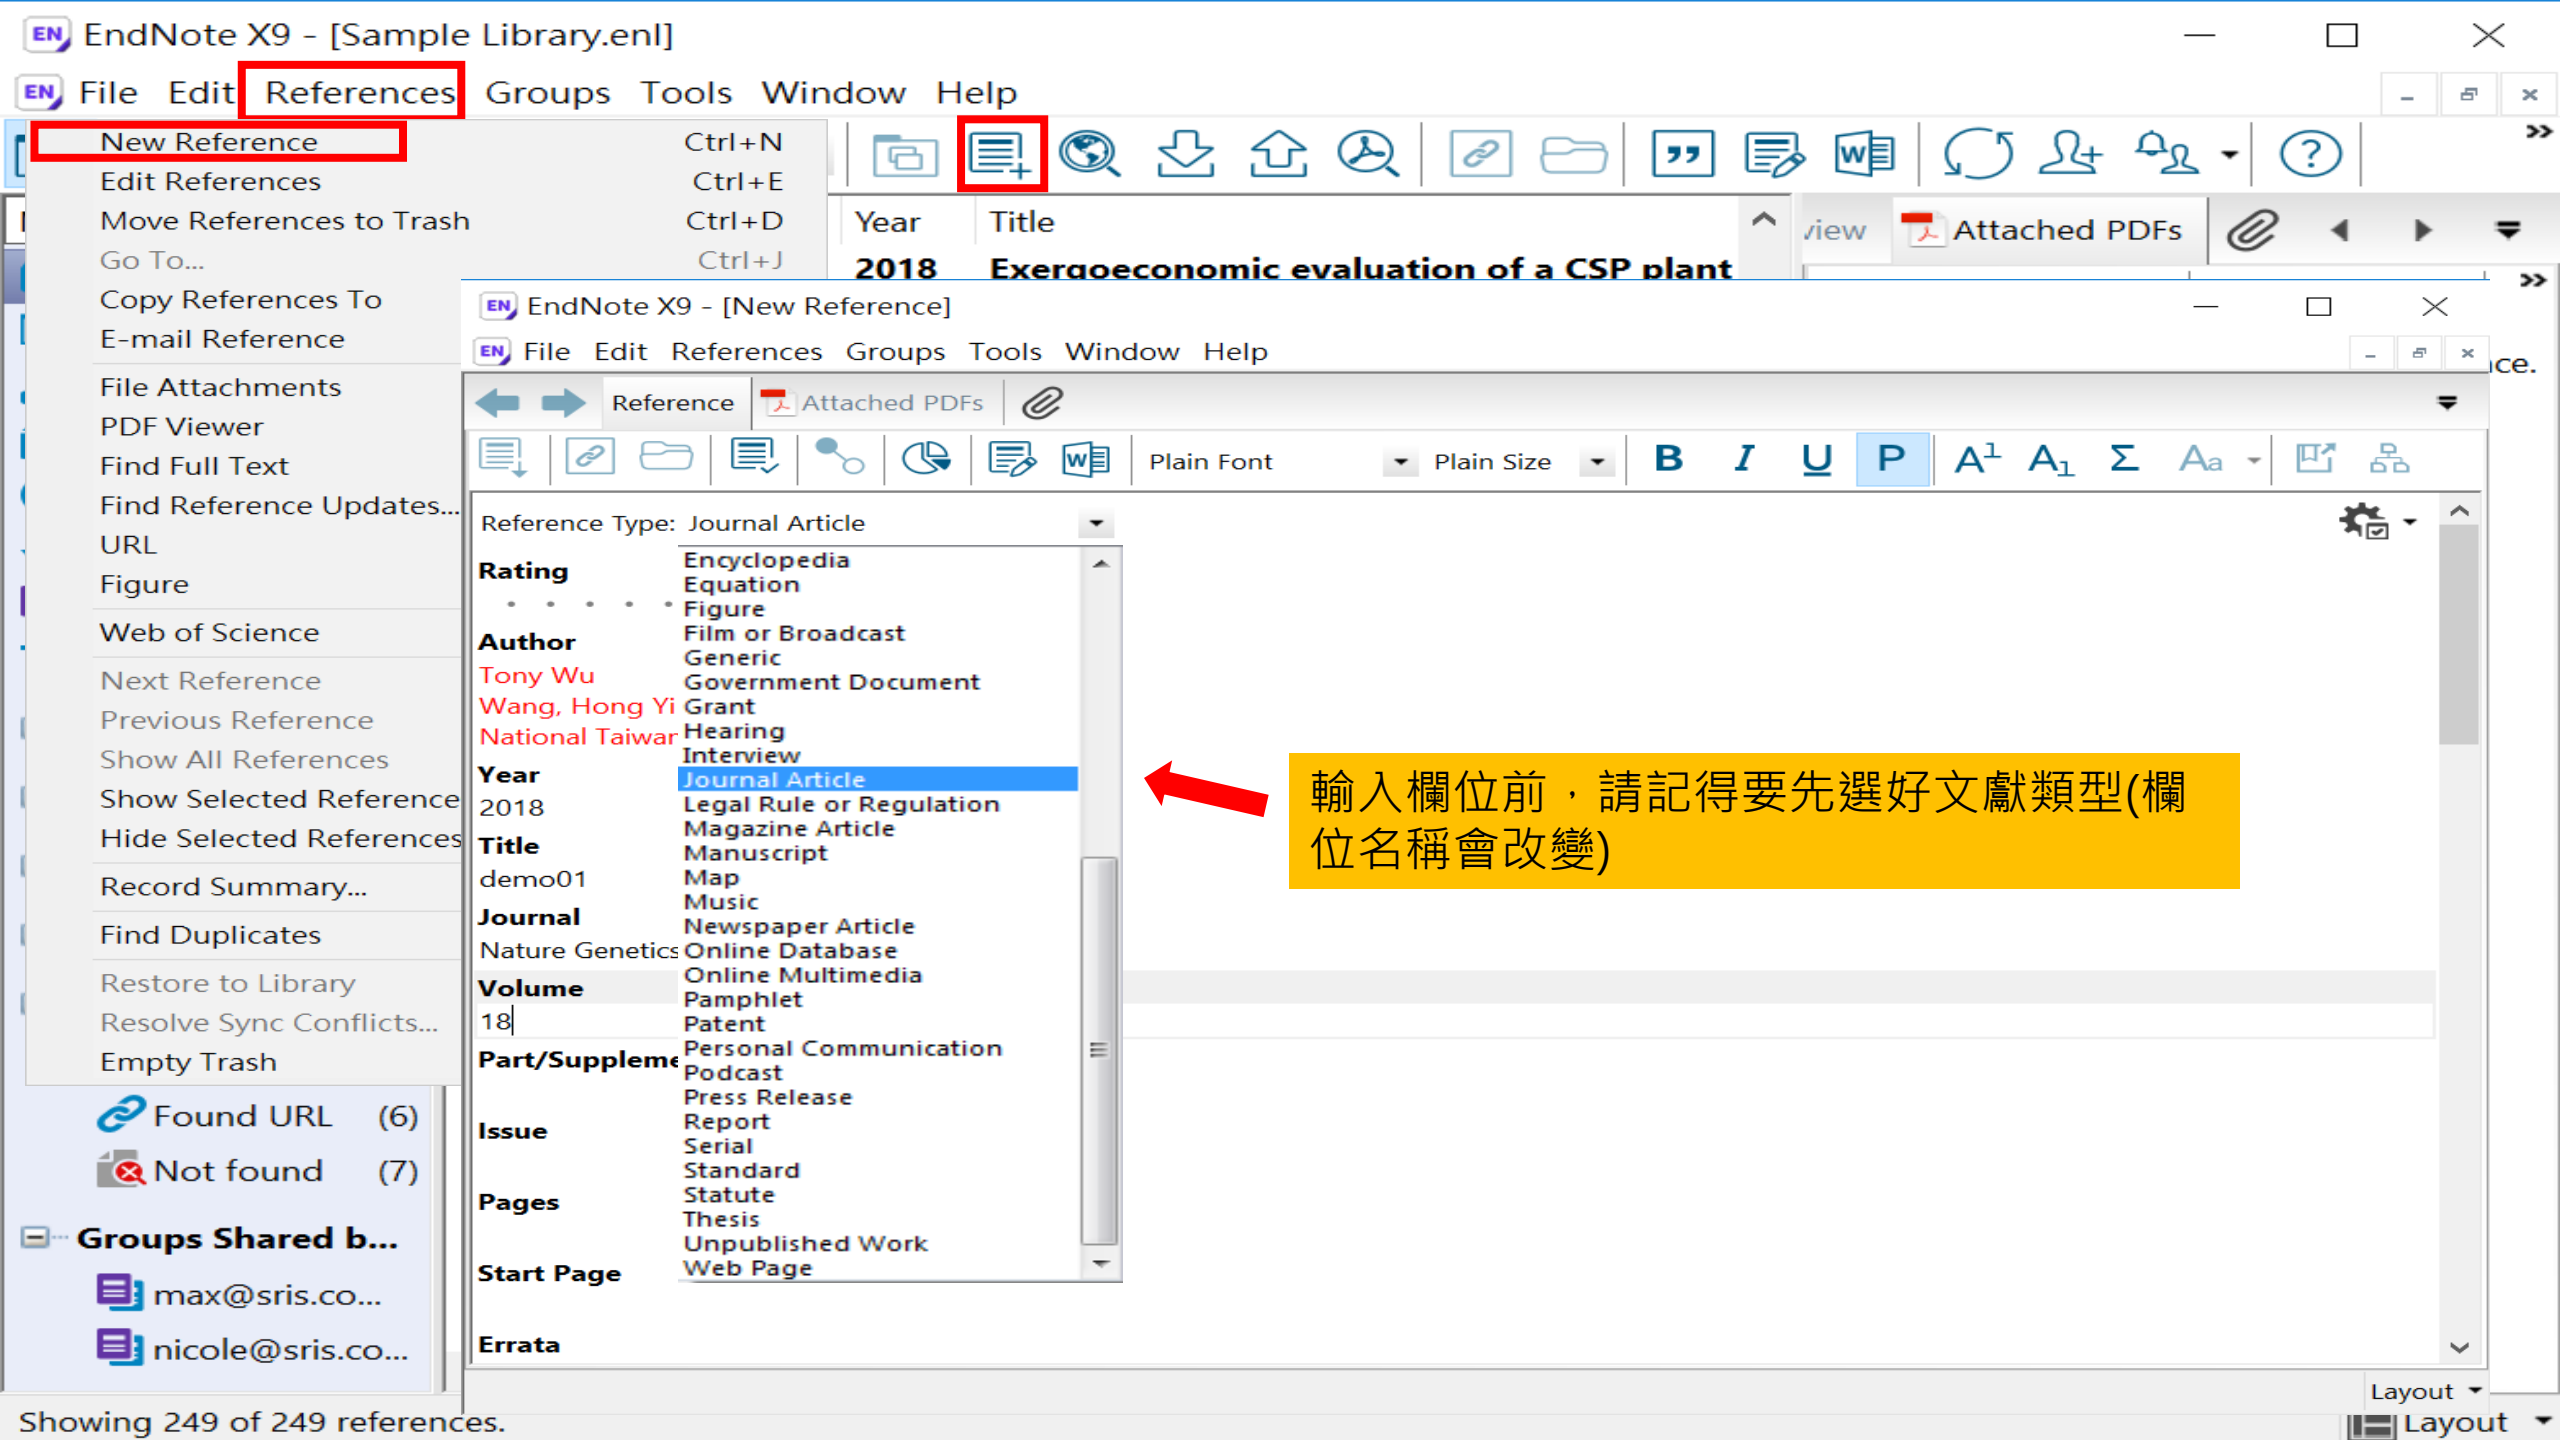 EN EndNote X9 - [Sample Library.enl]
EN File Edit References Groups Tools Window Help
New Reference Ctrl+N
Edit References Ctrl+E
Move References to Trash Ctrl+D
Go To... Ctrl+J
Copy References To
E-mail Reference
File Attachments
PDF Viewer
Find Full Text
Find Reference Updates...
URL
Figure
Web of Science
Next Reference
Previous Reference
Show All References
Show Selected Reference
Hide Selected References
Record Summary...
Find Duplicates
Restore to Library
Resolve Sync Conflicts...
Empty Trash
Found URL (6)
Not found (7)
Groups Shared b...
max@sris.co...
nicole@sris.co...
Showing 249 of 249 references.
Year Title
2018 Exergoeconomic evaluation of a CSP plant
view Attached PDFs
ce.
EN EndNote X9 - [New Reference]
EN File Edit References Groups Tools Window Help
Reference Attached PDFs
Plain Font Plain Size B I U P A1 A1 Σ Aa
Reference Type: Journal Article
Rating
Author
Tony Wu
Wang, Hong Yi
National Taiwan
Year
2018
Title
demo01
Journal
Nature Genetics
Volume
18
Part/Suppleme
Issue
Pages
Start Page
Errata
Encyclopedia
Equation
Figure
Film or Broadcast
Generic
Government Document
Grant
Hearing
Interview
Journal Article
Legal Rule or Regulation
Magazine Article
Manuscript
Map
Music
Newspaper Article
Online Database
Online Multimedia
Pamphlet
Patent
Personal Communication
Podcast
Press Release
Report
Serial
Standard
Statute
Thesis
Unpublished Work
Web Page
輸入欄位前，請記得要先選好文獻類型(欄
位名稱會改變)
Layout
Layout